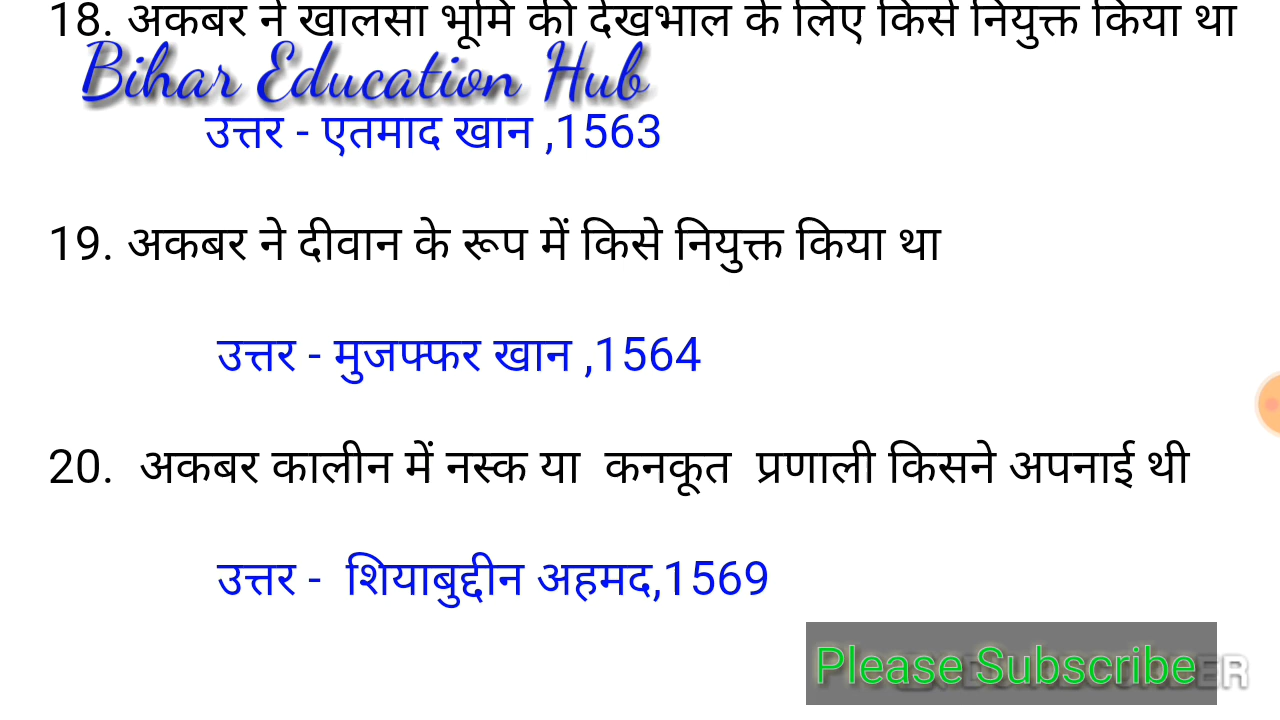 18. अकबर ने खालसा भूमि की देखभाल के लिए किसे नियुक्त किया था
Bihar Education Hub
उत्तर - एतमाद खान ,1563
19. अकबर ने दीवान के रूप में किसे नियुक्त किया था
उत्तर - मुजफ्फर खान ,1564
20. अकबर कालीन में नस्क या कनकूत प्रणाली किसने अपनाई थी
उत्तर - शियाबुद्दीन अहमद,1569
Please Subscribe